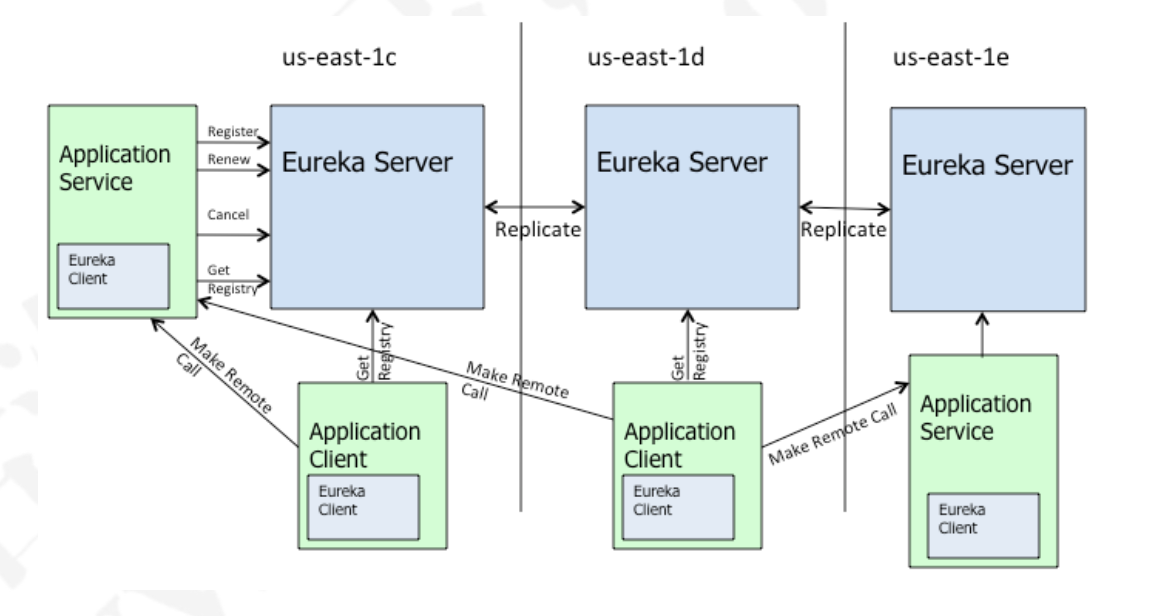 us-east-1c
us-east-1d
us-east-1e
Application
Service
Eureka
Client
Register
Renew
Cancel
Get
Registry
Eureka Server
Replicate
Eureka Server
Replicate
Eureka Server
Make Remote
Call
Get
Registry
Make Remote
Call
Get
Registry
Make Remote Call
Application
Client
Eureka
Client
Application
Client
Eureka
Client
Application
Service
Eureka
Client